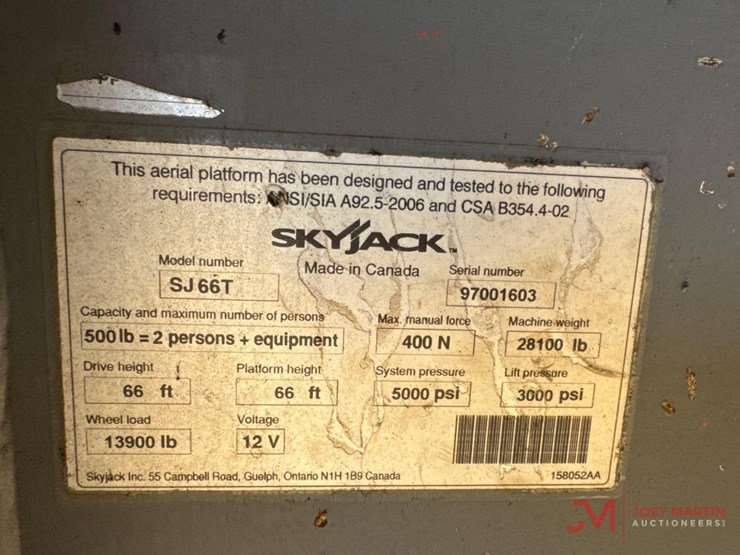 This aerial platform has been designed and tested to the following
requirements: ANSI/SIA A92.5-2006 and CSA B354.4-02
SKYJACK™
Made in Canada
Model number
SJ 66T
Serial number
97001603
Capacity and maximum number of persons
500 lb = 2 persons + equipment
Max. manual force
400 N
Machine weight
28100 lb
Drive height
66 ft
Platform height
66 ft
System pressure
5000 psi
Lift pressure
3000 psi
Wheel load
13900 lb
Voltage
12 V
Skyjack Inc. 55 Campbell Road, Guelph, Ontario N1H 1B9 Canada
158052AA
JM JOEY MARTIN
AUCTIONEERS